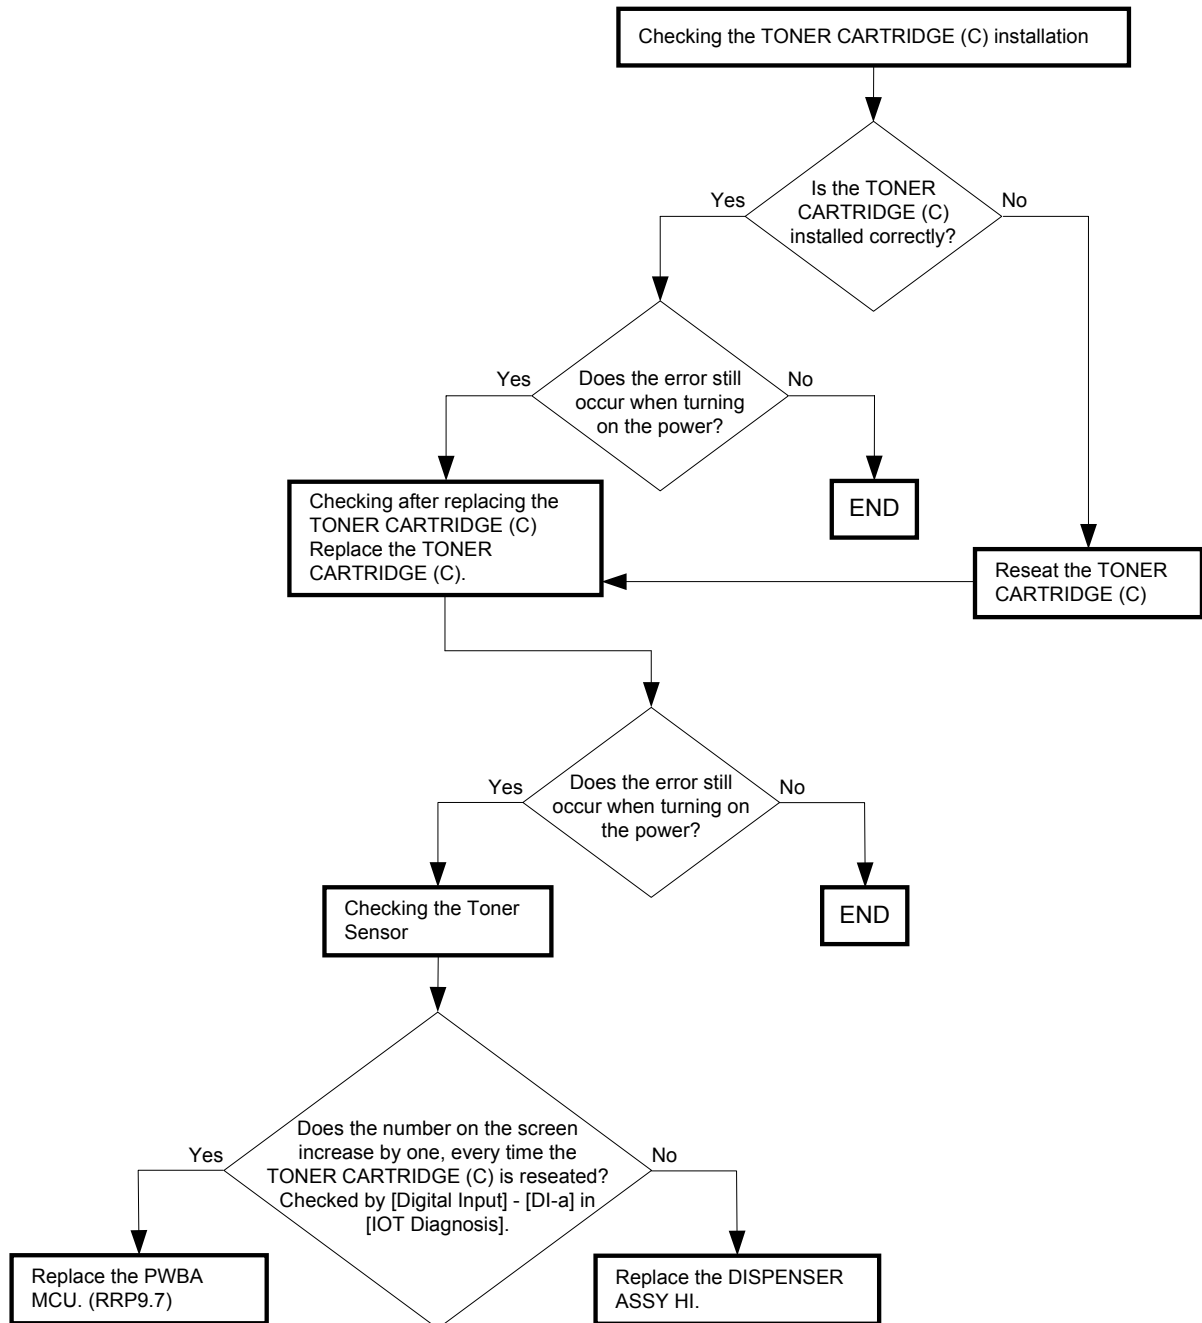 Checking the TONER CARTRIDGE (C) installation
Is the TONER
CARTRIDGE (C)
installed correctly?
Yes
No
Does the error still
occur when turning
on the power?
Yes
No
Checking after replacing the
TONER CARTRIDGE (C)
Replace the TONER
CARTRIDGE (C).
END
Reseat the TONER
CARTRIDGE (C)
Does the error still
occur when turning on
the power?
Yes
No
Checking the Toner
Sensor
END
Does the number on the screen
increase by one, every time the
TONER CARTRIDGE (C) is reseated?
Checked by [Digital Input] - [DI-a] in
[IOT Diagnosis].
Yes
No
Replace the PWBA
MCU. (RRP9.7)
Replace the DISPENSER
ASSY HI.